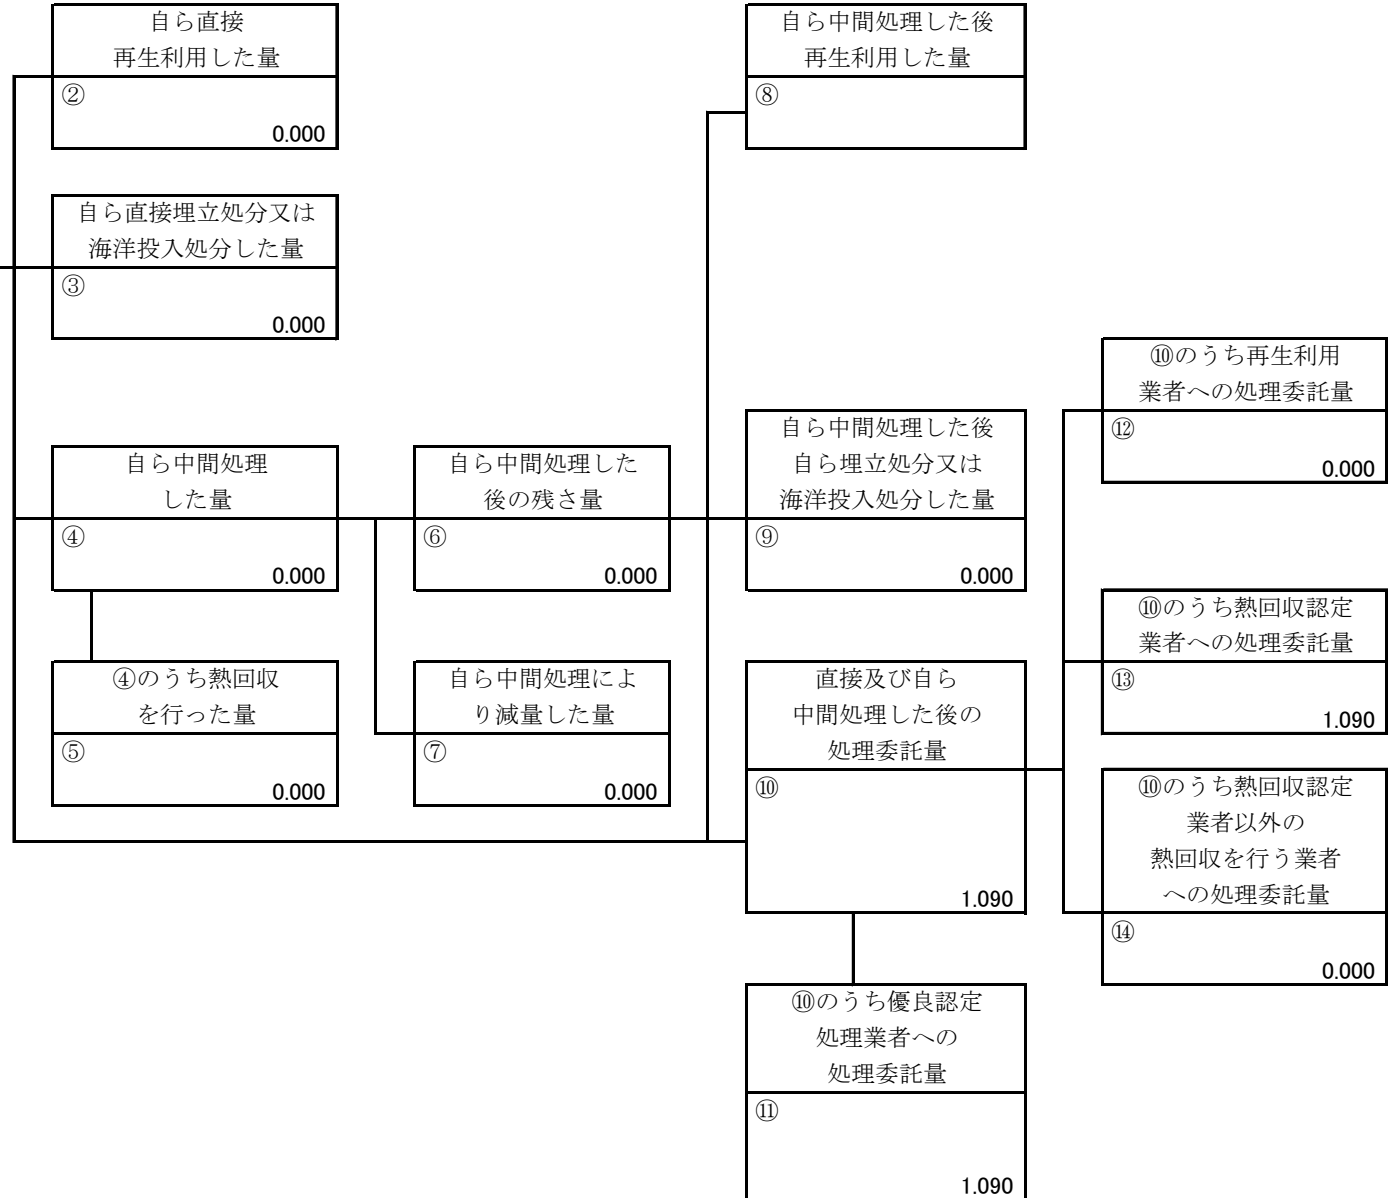 自ら直接
再生利用した量
②
0.000
自ら中間処理した後
再生利用した量
⑧
自ら直接埋立処分又は
海洋投入処分した量
③
0.000
⑩のうち再生利用
業者への処理委託量
⑫
0.000
自ら中間処理
した量
④
0.000
自ら中間処理した
後の残さ量
⑥
0.000
自ら中間処理した後
自ら埋立処分又は
海洋投入処分した量
⑨
0.000
⑩のうち熱回収認定
業者への処理委託量
⑬
1.090
④のうち熱回収
を行った量
⑤
0.000
自ら中間処理によ
り減量した量
⑦
0.000
直接及び自ら
中間処理した後の
処理委託量
⑩
1.090
⑩のうち熱回収認定
業者以外の
熱回収を行う業者
への処理委託量
⑭
0.000
⑩のうち優良認定
処理業者への
処理委託量
⑪
1.090